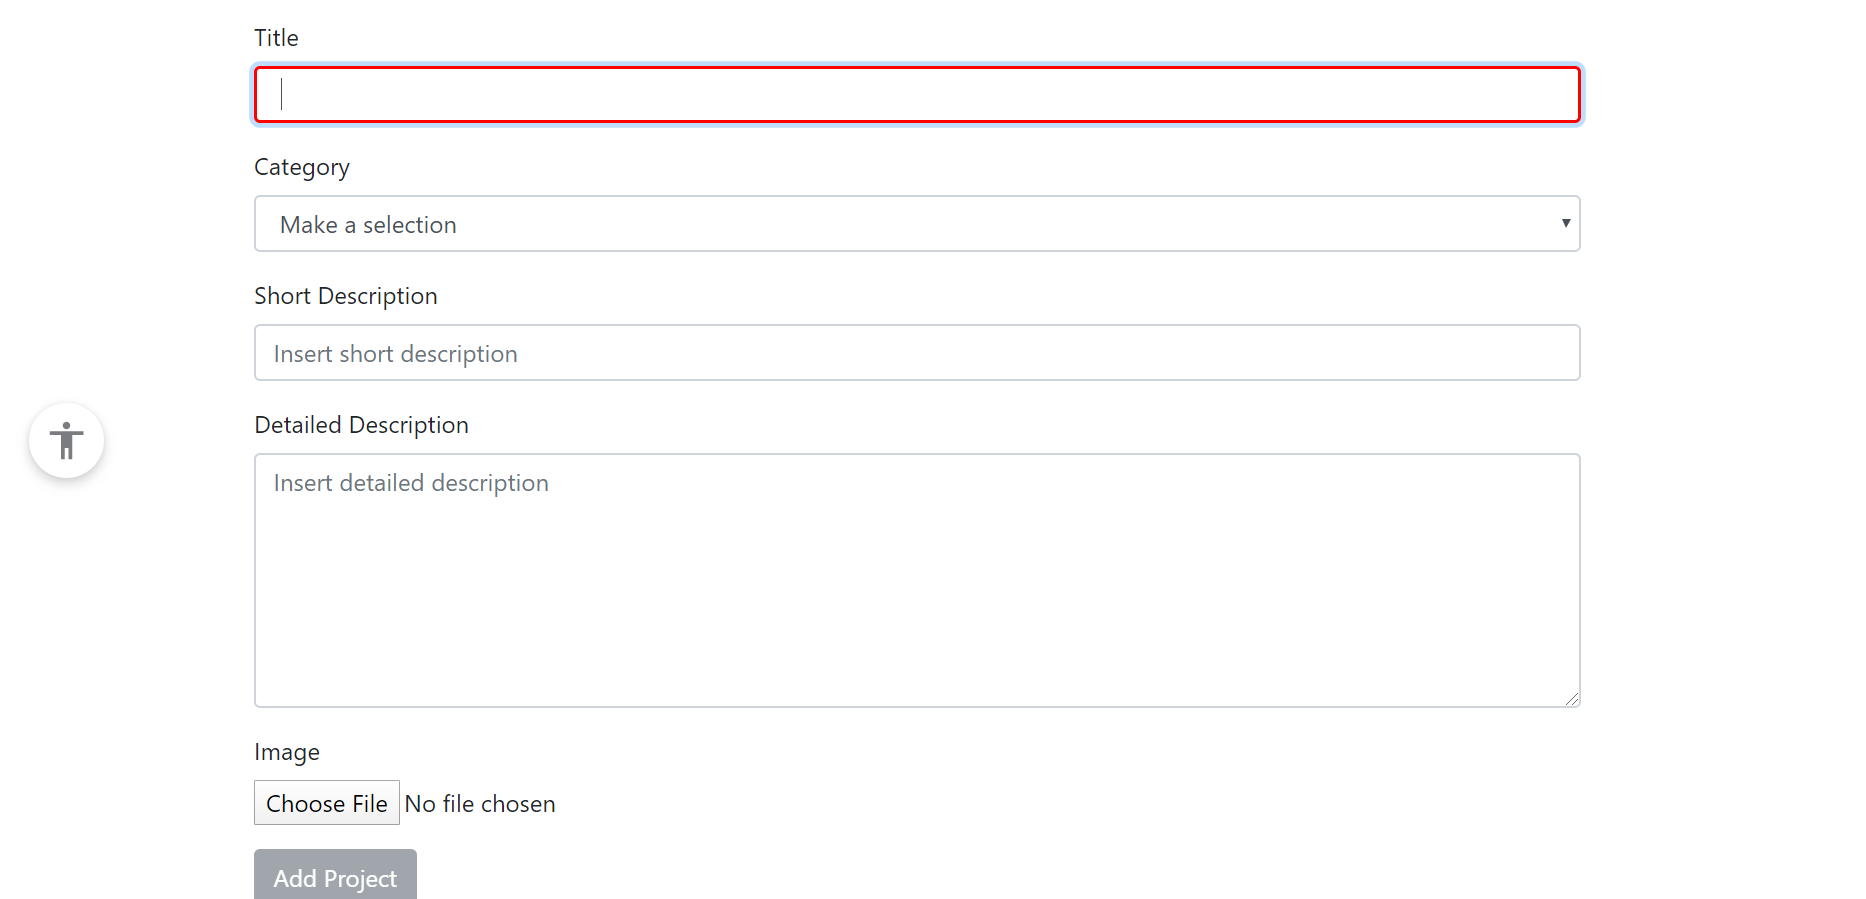 Title
Category
Make a selection
Short Description
Insert short description
Detailed Description
Insert detailed description
Image
Choose File No file chosen
Add Project